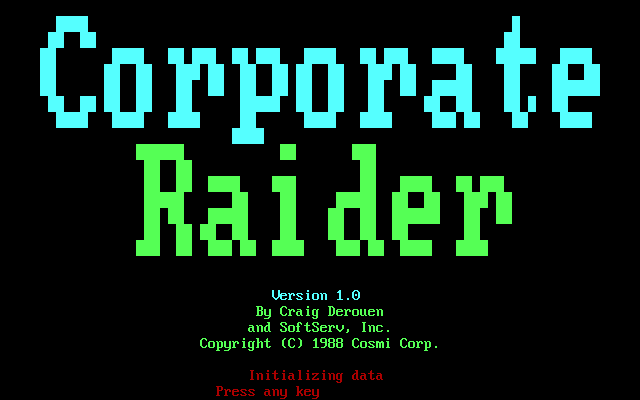 Corporate
Raider
Version 1.0
By Craig Derouen
and SoftServ, Inc.
Copyright (C) 1988 Cosmi Corp.
Initializing data
Press any key